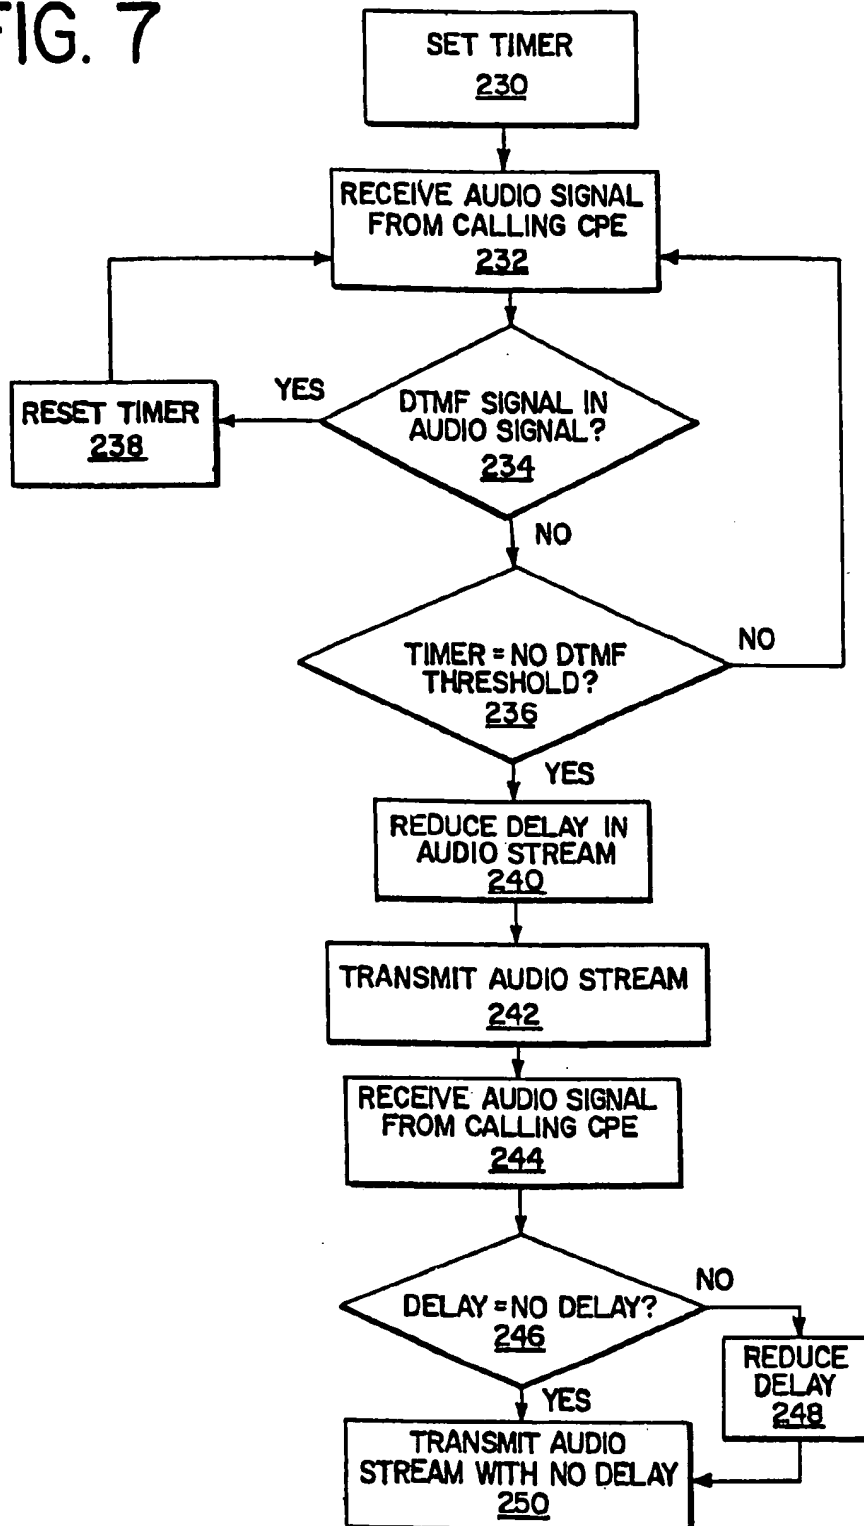 FIG. 7
SET TIMER
230
RECEIVE AUDIO SIGNAL
FROM CALLING CPE
232
YES
DTMF SIGNAL IN
AUDIO SIGNAL?
234
RESET TIMER
238
NO
TIMER = NO DTMF
THRESHOLD?
236
NO
YES
REDUCE DELAY IN
AUDIO STREAM
240
TRANSMIT AUDIO STREAM
242
RECEIVE AUDIO SIGNAL
FROM CALLING CPE
244
DELAY = NO DELAY?
246
NO
REDUCE
DELAY
248
YES
TRANSMIT AUDIO
STREAM WITH NO DELAY
250